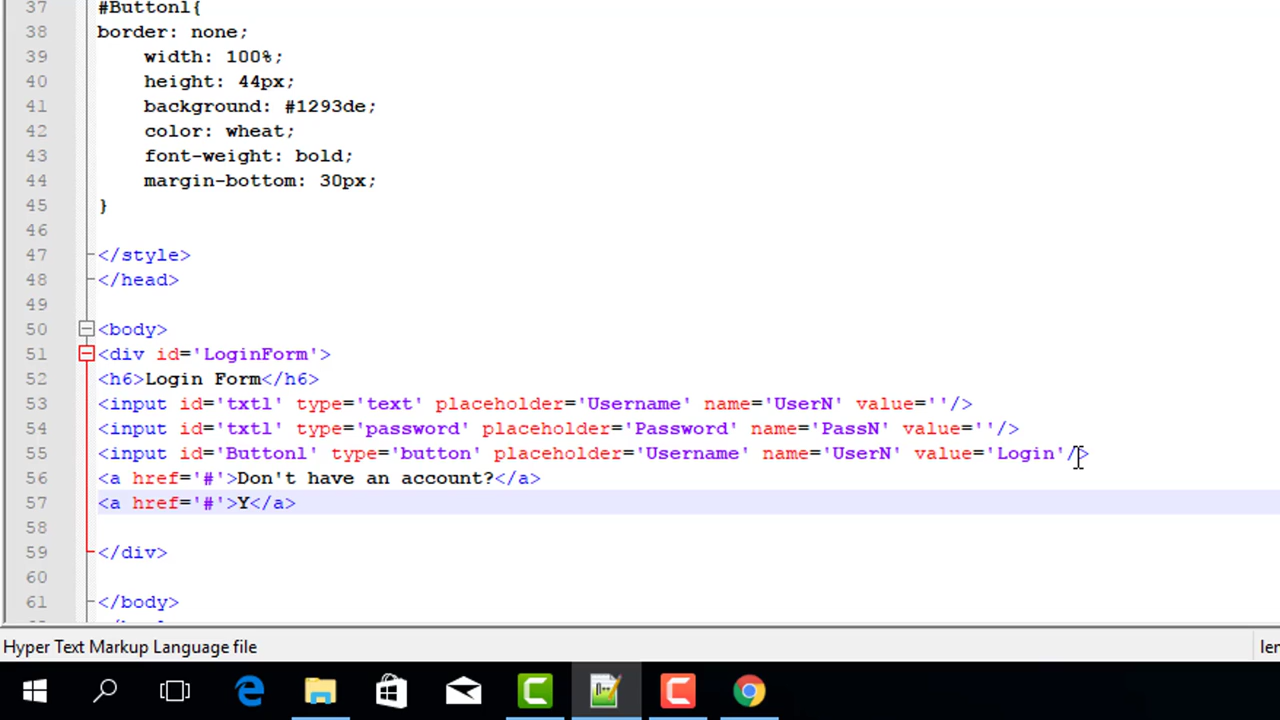 37 #Button1{
38 border: none;
39 width: 100%;
40 height: 44px;
41 background: #1293de;
42 color: wheat;
43 font-weight: bold;
44 margin-bottom: 30px;
45 }
46
47 </style>
48 </head>
49
50 <body>
51 <div id='LoginForm'>
52 <h6>Login Form</h6>
53 <input id='txt1' type='text' placeholder='Username' name='UserN' value=''/>
54 <input id='txt1' type='password' placeholder='Password' name='PassN' value=''/>
55 <input id='Button1' type='button' placeholder='Username' name='UserN' value='Login'/>
56 <a href='#'>Don't have an account?</a>
57 <a href='#'>Y</a>
58
59 </div>
60
61 </body>
Hyper Text Markup Language file
len